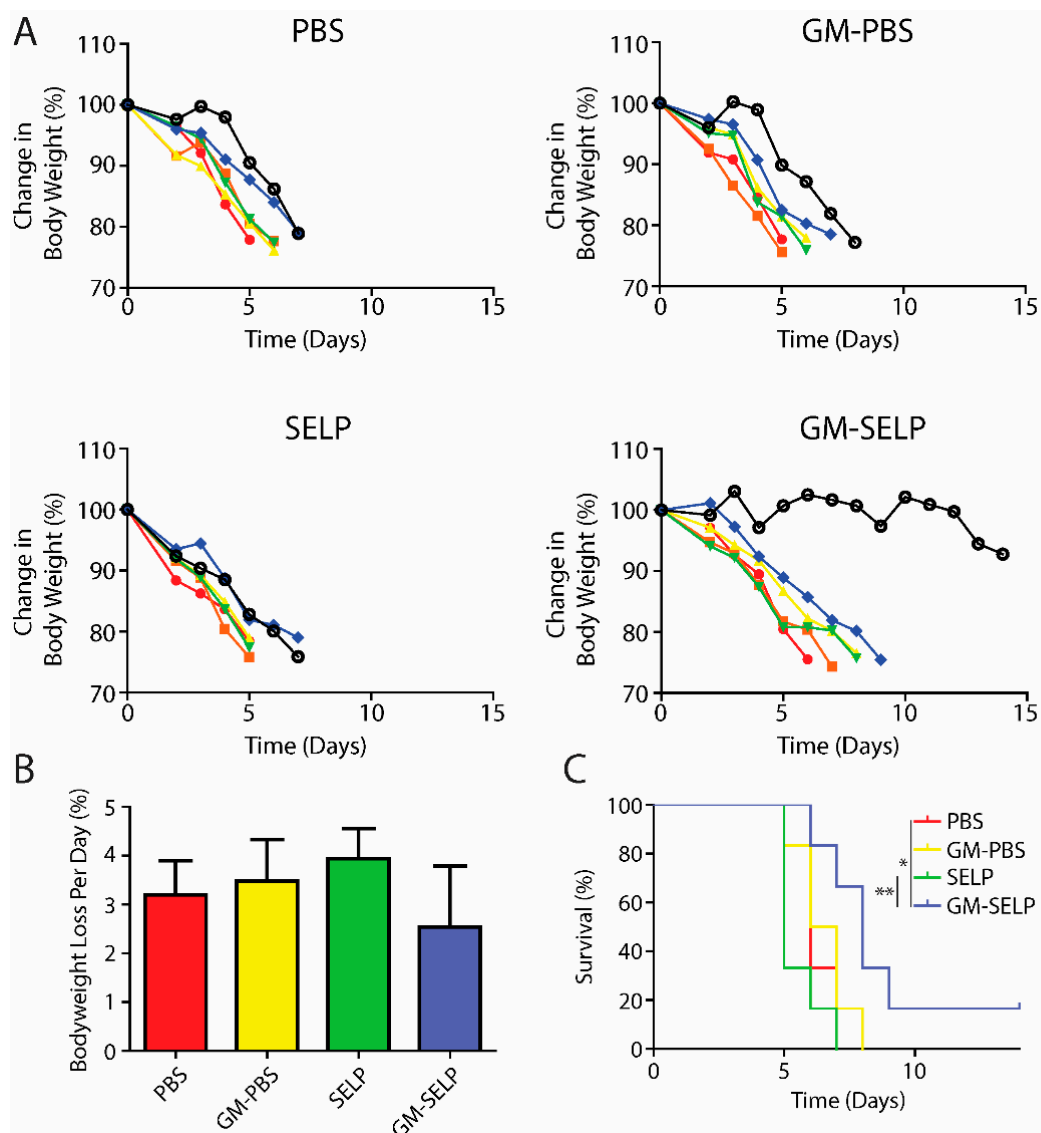 A
PBS
GM-PBS
Change in
Body Weight (%)
110
100
90
80
70
0
5
10
15
Time (Days)
Change in
Body Weight (%)
110
100
90
80
70
0
5
10
15
Time (Days)
SELP
GM-SELP
Change in
Body Weight (%)
110
100
90
80
70
0
5
10
15
Time (Days)
Change in
Body Weight (%)
110
100
90
80
70
0
5
10
15
Time (Days)
B
Bodyweight Loss Per Day (%)
5
4
3
2
1
0
PBS
GM-PBS
SELP
GM-SELP
C
Survival (%)
100
80
60
40
20
0
0
5
10
Time (Days)
PBS
GM-PBS
SELP
GM-SELP
*
**